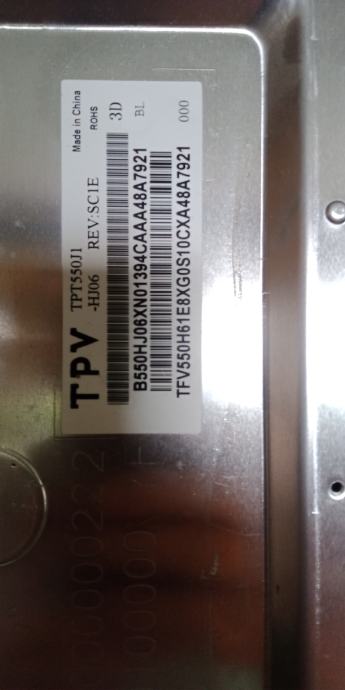 TPV
TPT550J1
-HJ06
REV:SC1E
Made in China
ROHS
3D
BL
000
B550HJ06XN01394CAAA48A7921
TFV550H61E8XG0S10CXA48A7921